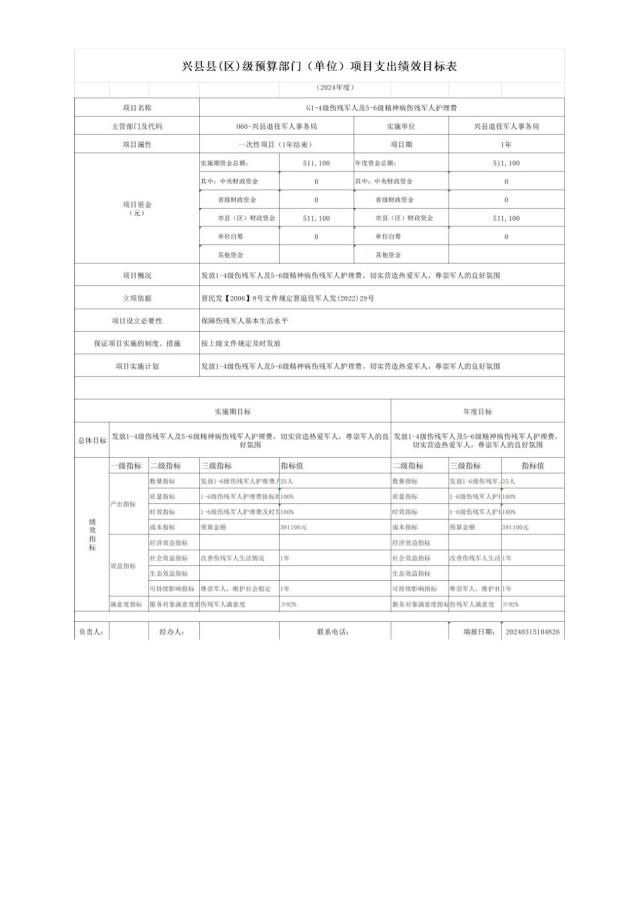 兴县县(区)级预算部门（单位）项目支出绩效目标表
（2024年度）
项目名称 G1-4级伤残军人及5-6级精神病伤残军人护理费
主管部门及代码 060-兴县退役军人事务局 实施单位 兴县退役军人事务局
项目属性 一次性项目（1年结束） 项目期 1年
项目资金（元） 实施期资金总额： 511,100 年度资金总额： 511,100
其中：中央财政资金 0 其中：中央财政资金 0
省级财政资金 0 省级财政资金 0
市县（区）财政资金 511,100 市县（区）财政资金 511,100
单位自筹 0 单位自筹 0
其他资金 其他资金
项目概况 发放1-4级伤残军人及5-6级精神病伤残军人护理费，切实营造热爱军人，尊崇军人的良好氛围
立项依据 晋民发【2006】8号文件规定晋退役军人发(2022)29号
项目设立必要性 保障伤残军人基本生活水平
保证项目实施的制度、措施 按上级文件规定及时发放
项目实施计划 发放1-4级伤残军人及5-6级精神病伤残军人护理费，切实营造热爱军人，尊崇军人的良好氛围
实施期目标 年度目标
总体目标 发放1-4级伤残军人及5-6级精神病伤残军人护理费，切实营造热爱军人，尊崇军人的良好氛围 发放1-4级伤残军人及5-6级精神病伤残军人护理费，切实营造热爱军人，尊崇军人的良好氛围
绩效指标 一级指标 二级指标 三级指标 指标值 二级指标 三级指标 指标值
产出指标 数量指标 发放1-6级伤残军人护理费人 25人 数量指标 发放1-6级伤残军 25人
质量指标 1-6级伤残军人护理费指标准 100% 质量指标 1-6级伤残军人护 100%
时效指标 1-6级伤残军人护理费及时发 100% 时效指标 1-6级伤残军人护 100%
成本指标 预算金额 391100元 成本指标 预算金额 391100元
效益指标 经济效益指标 经济效益指标
社会效益指标 改善伤残军人生活情况 1年 社会效益指标 改善伤残军人生活 1年
生态效益指标 生态效益指标
可持续影响指标 尊崇军人，维护社会稳定 1年 可持续影响指标 尊崇军人，维护社 1年
满意度指标 服务对象满意度指 伤残军人满意度 ≥92% 服务对象满意度指标 伤残军人满意度 ≥92%
负责人： 经办人： 联系电话： 填报日期： 20240315104826